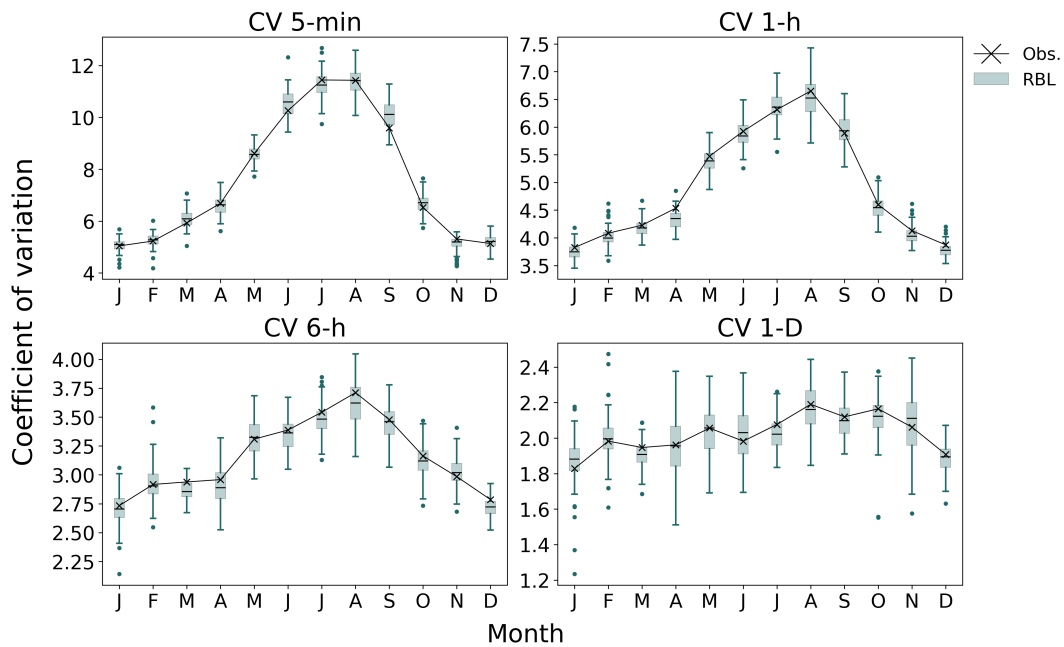 CV 5-min
CV 1-h
12
10
8
6
4
J F M A M J J A S O N D
7.5
7.0
6.5
6.0
5.5
5.0
4.5
4.0
3.5
J F M A M J J A S O N D
Obs.
RBL
Coefficient of variation
CV 6-h
CV 1-D
4.00
3.75
3.50
3.25
3.00
2.75
2.50
2.25
J F M A M J J A S O N D
2.4
2.2
2.0
1.8
1.6
1.4
1.2
J F M A M J J A S O N D
Month